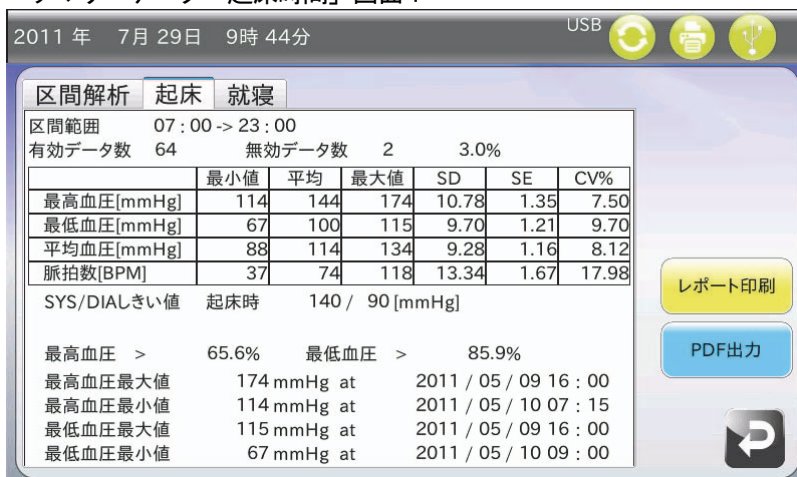 2011 年 7月 29日 9時 44分 USB
区間解析 起床 就寝
区間範囲 07 : 00 -> 23 : 00
有効データ数 64 無効データ数 2 3.0%
最小値 平均 最大値 SD SE CV%
最高血圧[mmHg] 114 144 174 10.78 1.35 7.50
最低血圧[mmHg] 67 100 115 9.70 1.21 9.70
平均血圧[mmHg] 88 114 134 9.28 1.16 8.12
脈拍数[BPM] 37 74 118 13.34 1.67 17.98
SYS/DIAしきい値 起床時 140 / 90 [mmHg]
最高血圧 > 65.6% 最低血圧 > 85.9%
最高血圧最大値 174 mmHg at 2011 / 05 / 09 16 : 00
最高血圧最小値 114 mmHg at 2011 / 05 / 10 07 : 15
最低血圧最大値 115 mmHg at 2011 / 05 / 09 16 : 00
最低血圧最小値 67 mmHg at 2011 / 05 / 10 09 : 00
レポート印刷
PDF出力